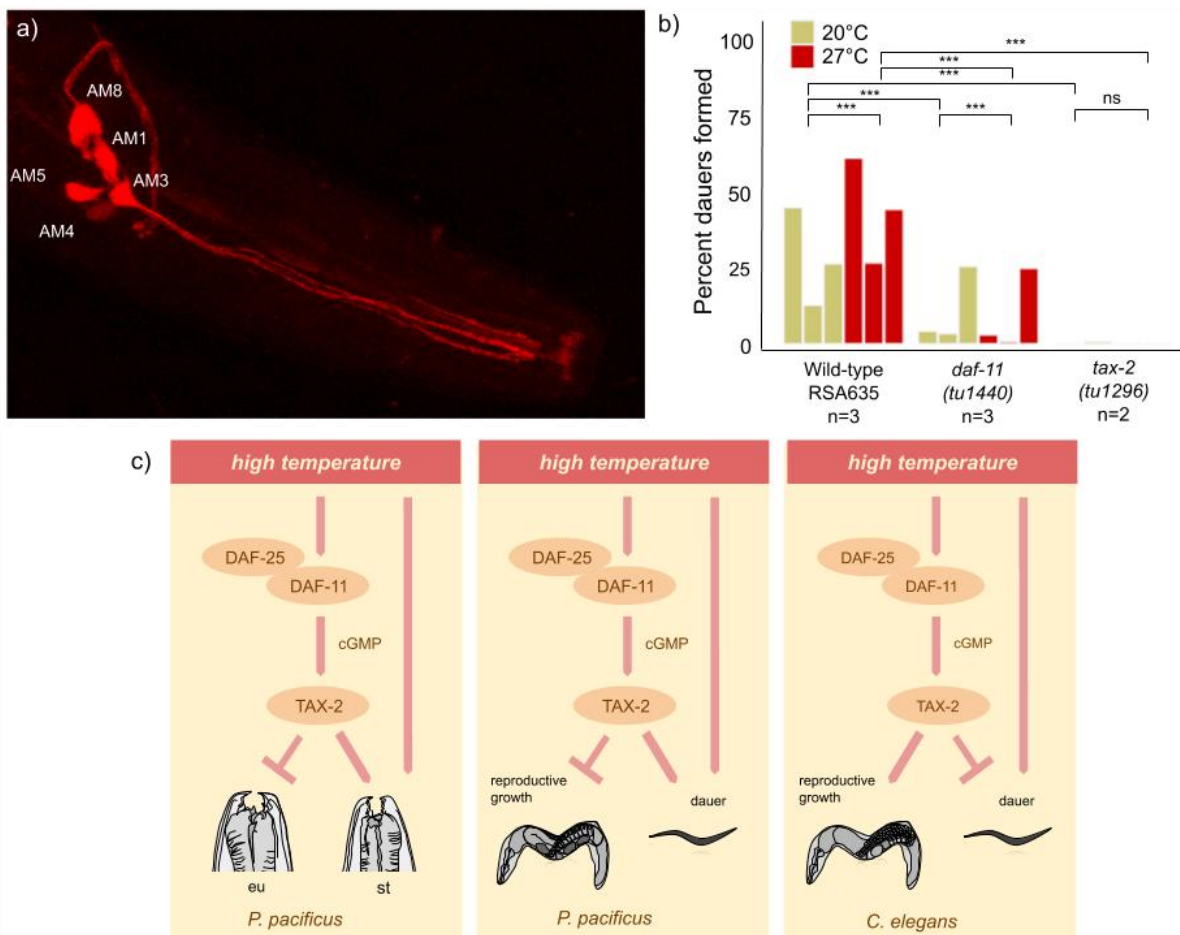 a)
AM8
AM1
AM5
AM3
AM4
b)
20°C
27°C
Percent dauers formed
100
75
50
25
0
***
***
***
***
***
***
ns
Wild-type
RSA635
n=3
daf-11
(tu1440)
n=3
tax-2
(tu1296)
n=2
c)
high temperature
DAF-25
DAF-11
cGMP
TAX-2
eu
st
P. pacificus
high temperature
DAF-25
DAF-11
cGMP
TAX-2
reproductive
growth
dauer
P. pacificus
high temperature
DAF-25
DAF-11
cGMP
TAX-2
reproductive
growth
dauer
C. elegans